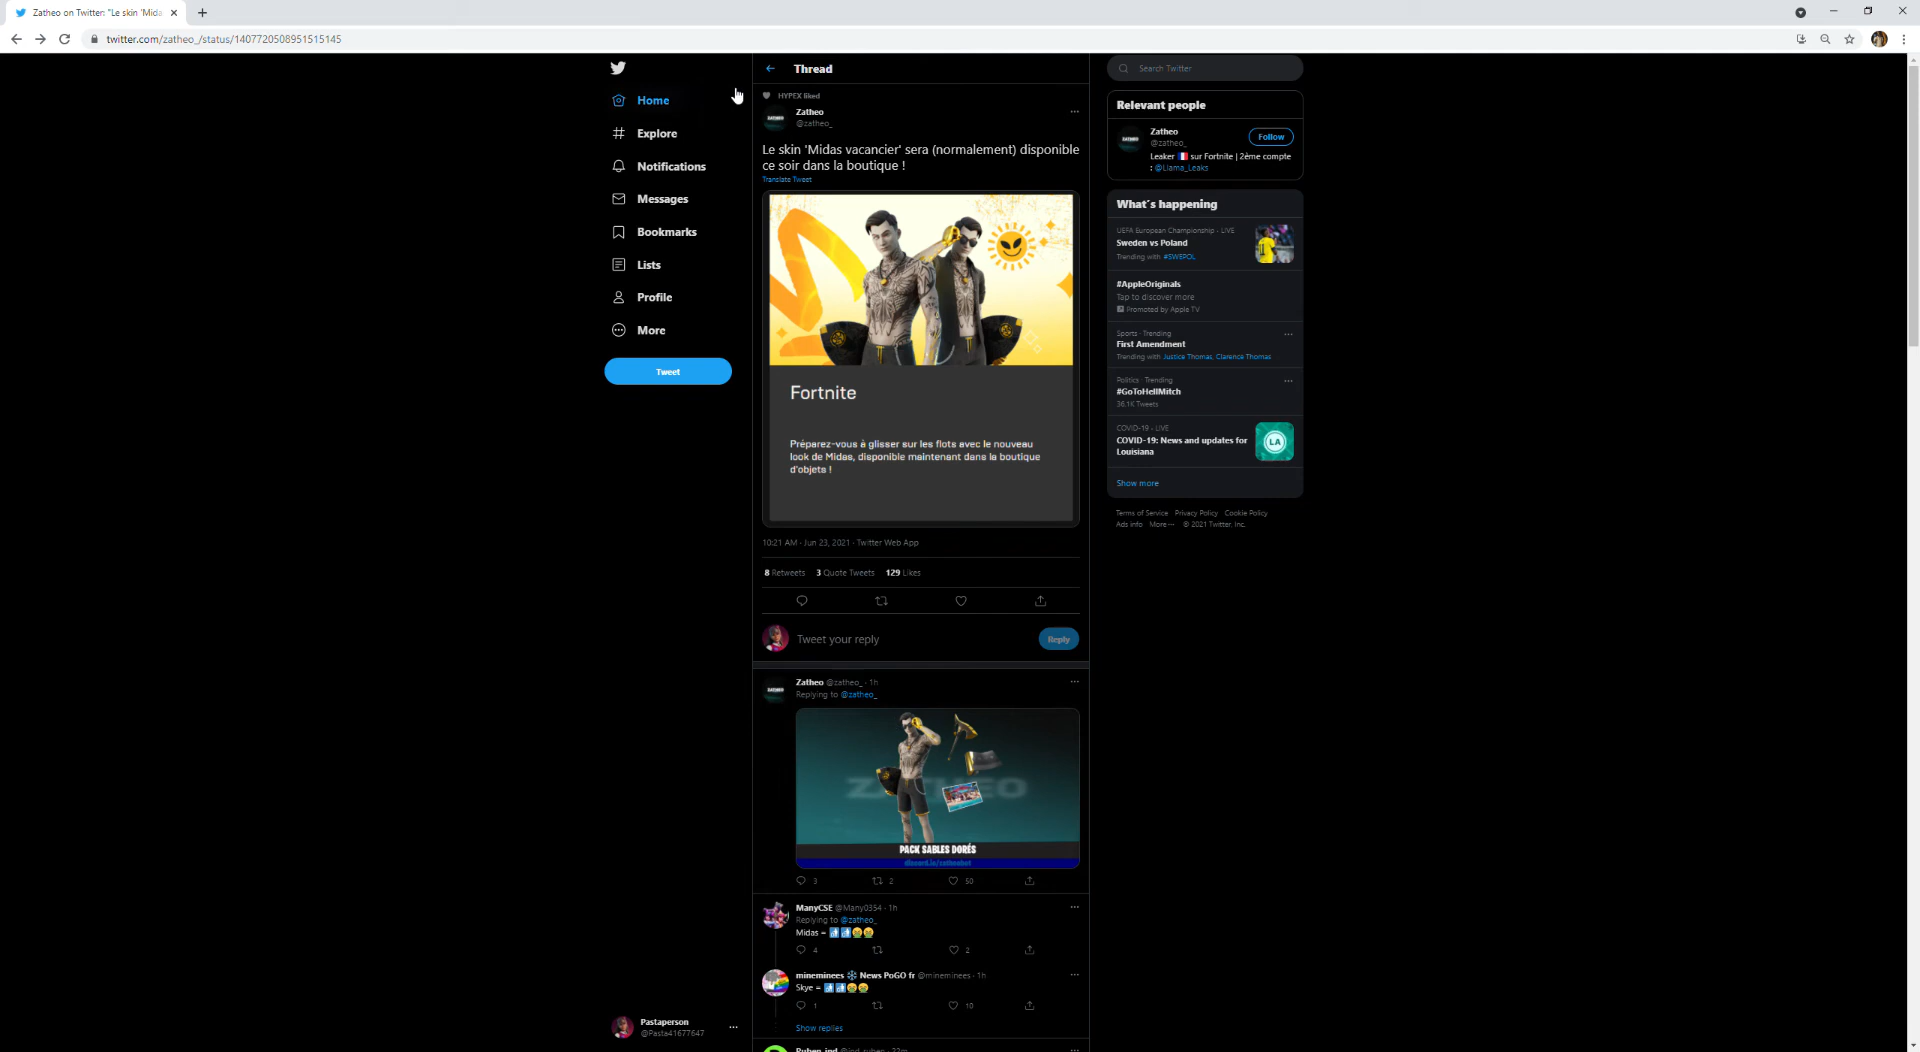 Zatheo on Twitter: "Le skin 'Mida
twitter.com/zatheo_/status/1407720508951515145
Home
Explore
Notifications
Messages
Bookmarks
Lists
Profile
More
Tweet
Pastaperson
@Pasta41677647
Thread
HYPEX liked
Zatheo
@zatheo_
Le skin 'Midas vacancier' sera (normalement) disponible
ce soir dans la boutique !
Translate Tweet
Fortnite
Préparez-vous à glisser sur les flots avec le nouveau
look de Midas, disponible maintenant dans la boutique
d'objets !
10:21 AM · Jun 23, 2021 · Twitter Web App
8 Retweets 3 Quote Tweets 129 Likes
Tweet your reply
Reply
Zatheo @zatheo_ · 1h
Replying to @zatheo_
ZATHEO
PACK SABLES DORÉS
discord.io/zatheobot
3 2 50
ManyCSE @Many0354 · 1h
Replying to @zatheo_
Midas = 🚮🚮🤮🤮
4 2
mineminees ❄ News PoGO fr @mineminees · 1h
Skye = 🚮🚮🤮🤮
1 10
Show replies
Search Twitter
Relevant people
Zatheo
@zatheo_
Follow
Leaker 🇫🇷 sur Fortnite | 2ème compte
: @Llama_Leaks
What's happening
UEFA European Championship · LIVE
Sweden vs Poland
Trending with #SWEPOL
#AppleOriginals
Tap to discover more
Promoted by Apple TV
Sports · Trending
First Amendment
Trending with Justice Thomas, Clarence Thomas
Politics · Trending
#GoToHellMitch
36.1K Tweets
COVID-19 · LIVE
COVID-19: News and updates for
Louisiana
LA
Show more
Terms of Service Privacy Policy Cookie Policy
Ads info More ··· © 2021 Twitter, Inc.